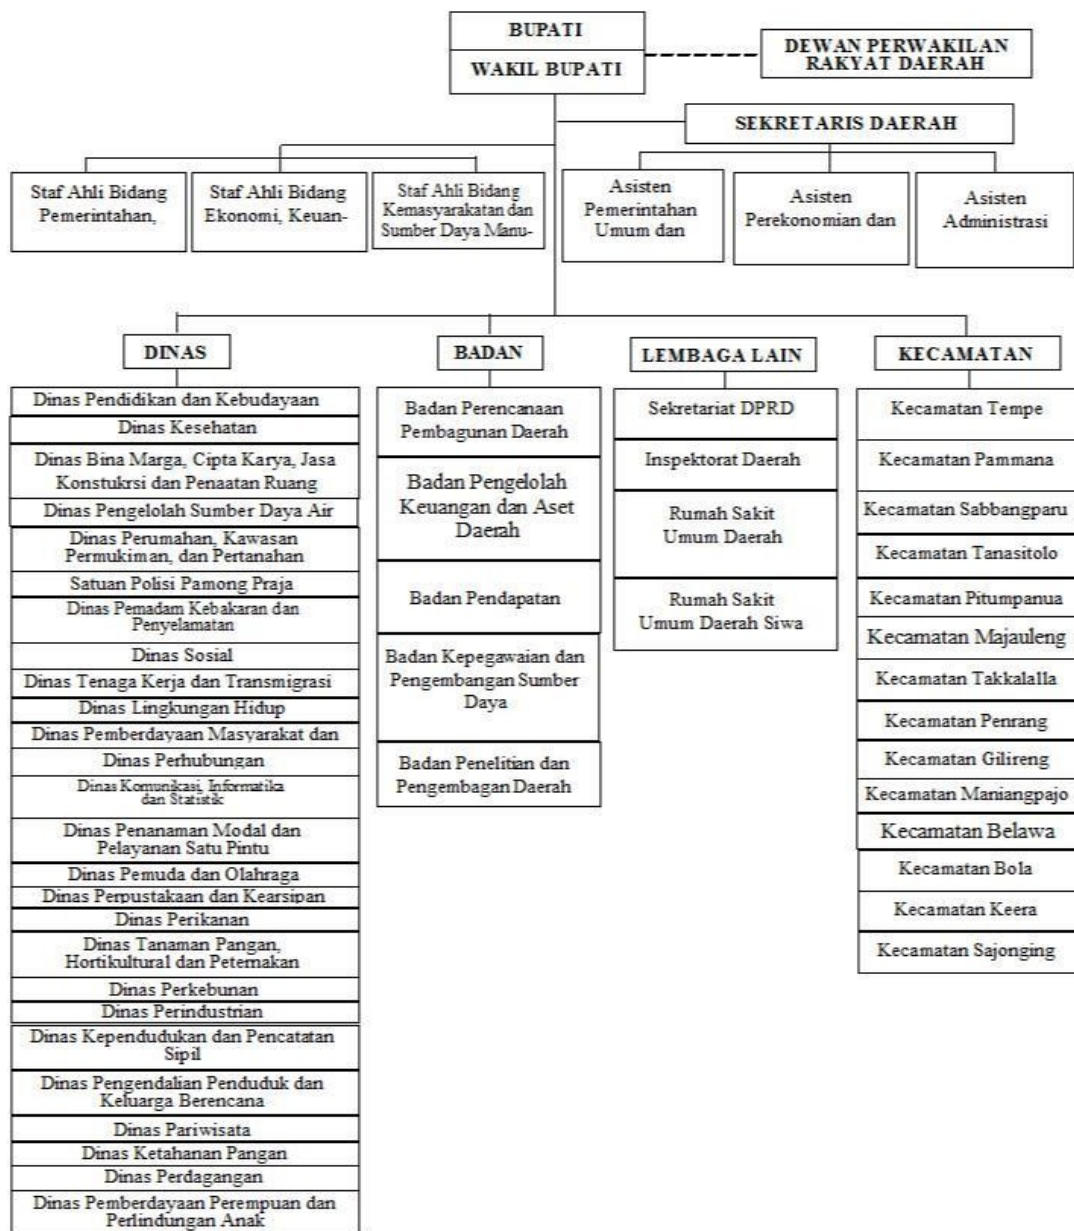 BUPATI
WAKIL BUPATI
DEWAN PERWAKILAN
RAKYAT DAERAH
SEKRETARIS DAERAH
Staf Ahli Bidang
Pemerintahan,
Staf Ahli Bidang
Ekonomi, Keuan-
Staf Ahli Bidang
Kemasyarakatan dan
Sumber Daya Manu-
Asisten
Pemerintahan
Umum dan
Asisten
Perekonomian dan
Asisten
Administrasi
DINAS
Dinas Pendidikan dan Kebudayaan
Dinas Kesehatan
Dinas Bina Marga, Cipta Karya, Jasa
Konstukrsi dan Penaatan Ruang
Dinas Pengelolah Sumber Daya Air
Dinas Perumahan, Kawasan
Permukiman, dan Pertanahan
Satuan Polisi Pamong Praja
Dinas Pemadam Kebakaran dan
Penyelamatan
Dinas Sosial
Dinas Tenaga Kerja dan Transmigrasi
Dinas Lingkungan Hidup
Dinas Pemberdayaan Masyarakat dan
Dinas Perhubungan
Dinas Komunikasi, Informatika
dan Statistik
Dinas Penanaman Modal dan
Pelayanan Satu Pintu
Dinas Pemuda dan Olahraga
Dinas Perpustakaan dan Kearsipan
Dinas Perikanan
Dinas Tanaman Pangan,
Hortikultural dan Peternakan
Dinas Perkebunan
Dinas Perindustrian
Dinas Kependudukan dan Pencatatan
Sipil
Dinas Pengendalian Penduduk dan
Keluarga Berencana
Dinas Pariwisata
Dinas Ketahanan Pangan
Dinas Perdagangan
Dinas Pemberdayaan Perempuan dan
Perlindungan Anak
BADAN
Badan Perencanaan
Pembagunan Daerah
Badan Pengelolah
Keuangan dan Aset
Daerah
Badan Pendapatan
Badan Kepegawaian dan
Pengembangan Sumber
Daya
Badan Penelitian dan
Pengembagan Daerah
LEMBAGA LAIN
Sekretariat DPRD
Inspektorat Daerah
Rumah Sakit
Umum Daerah
Rumah Sakit
Umum Daerah Siwa
KECAMATAN
Kecamatan Tempe
Kecamatan Pammana
Kecamatan Sabbangparu
Kecamatan Tanasitolo
Kecamatan Pitumpanua
Kecamatan Majauleng
Kecamatan Takkalalla
Kecamatan Penrang
Kecamatan Gilireng
Kecamatan Maniangpajo
Kecamatan Belawa
Kecamatan Bola
Kecamatan Keera
Kecamatan Sajonging